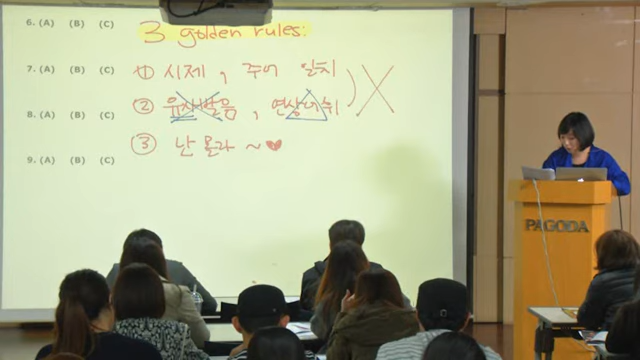 6. (A) (B) (C)
3 golden rules:
7. (A) (B) (C)
① 시제, 주어 일치
8. (A) (B) (C)
② 유사발음, 연상어휘
9. (A) (B) (C)
③ 난 몰라 ~♥
PAGODA